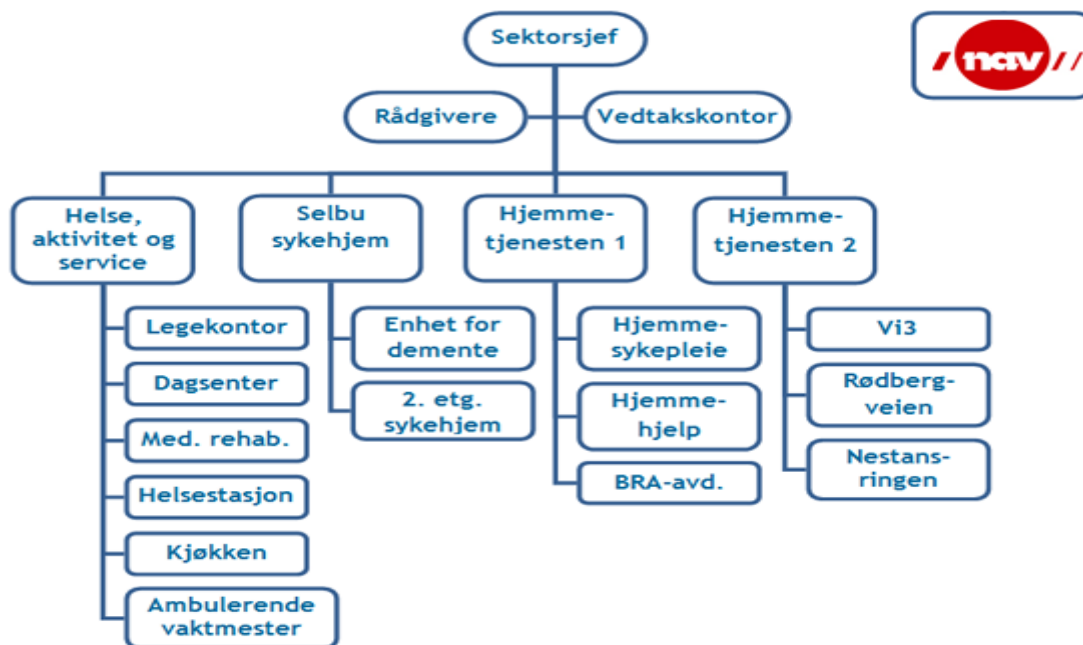 Sektorsjef
/ nav //
Rådgivere
Vedtakskontor
Helse,
aktivitet og
service
Selbu
sykehjem
Hjemme-
tjenesten 1
Hjemme-
tjenesten 2
Legekontor
Dagsenter
Med. rehab.
Helsestasjon
Kjøkken
Ambulerende
vaktmester
Enhet for
demente
2. etg.
sykehjem
Hjemme-
sykepleie
Hjemme-
hjelp
BRA-avd.
Vi3
Rødberg-
veien
Nestans-
ringen